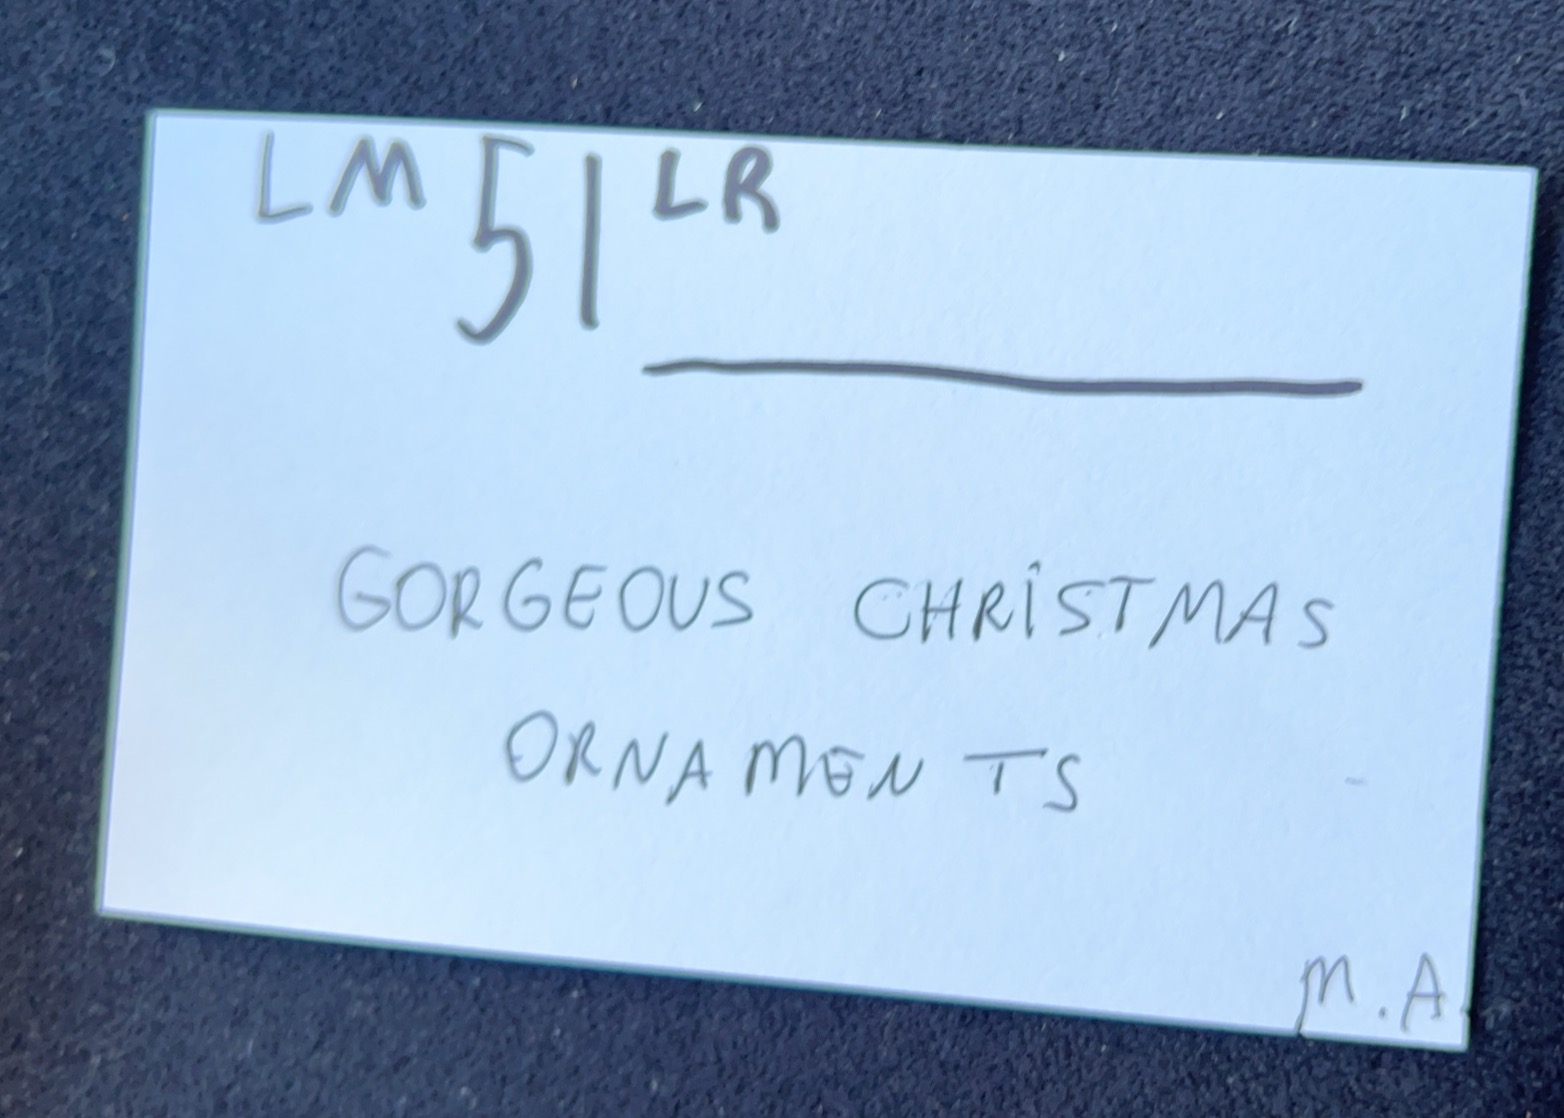 LM 51 LR
GORGEOUS CHRISTMAS
ORNAMENTS
M.A.